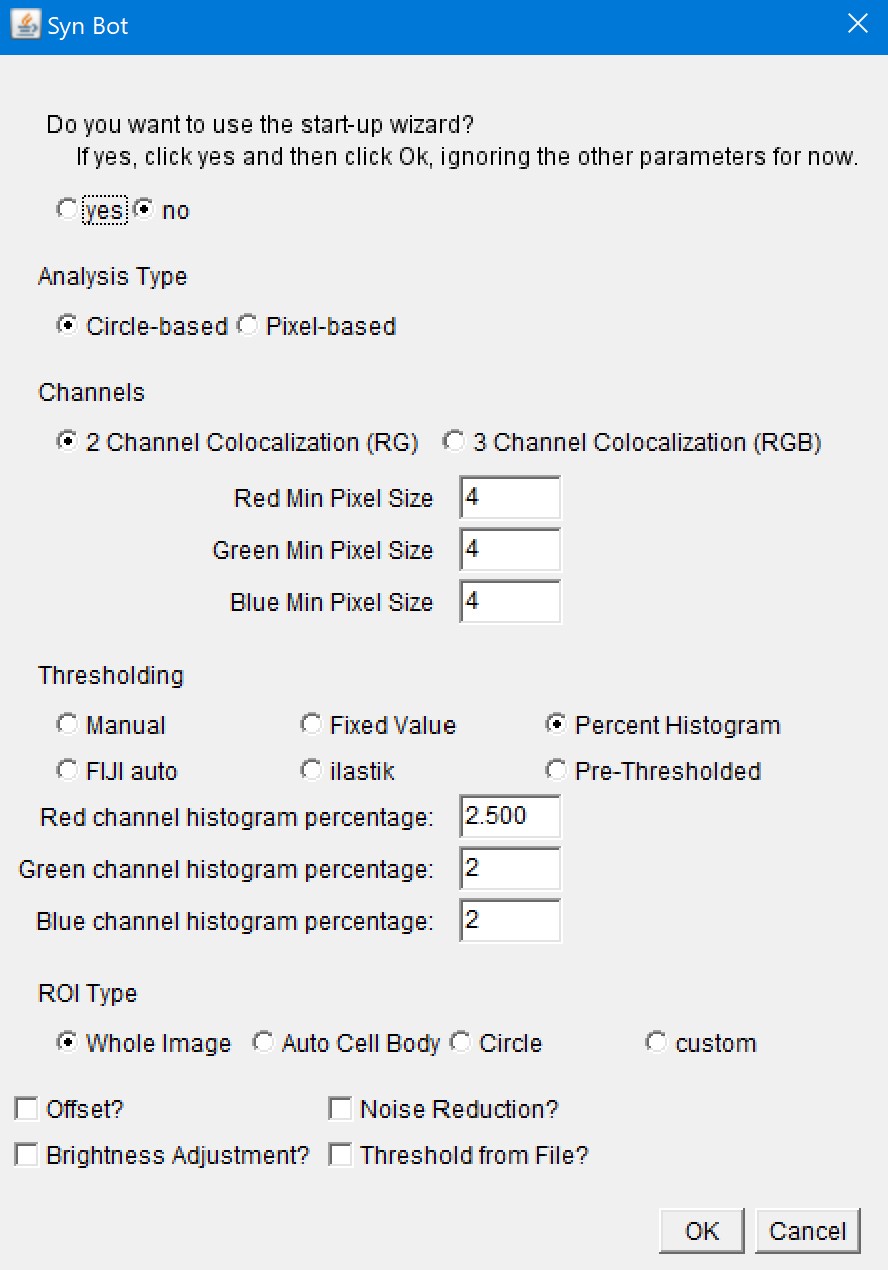 Syn Bot
Do you want to use the start-up wizard?
If yes, click yes and then click Ok, ignoring the other parameters for now.
yes no
Analysis Type
Circle-based Pixel-based
Channels
2 Channel Colocalization (RG) 3 Channel Colocalization (RGB)
Red Min Pixel Size 4
Green Min Pixel Size 4
Blue Min Pixel Size 4
Thresholding
Manual Fixed Value Percent Histogram
FIJI auto ilastik Pre-Thresholded
Red channel histogram percentage: 2.500
Green channel histogram percentage: 2
Blue channel histogram percentage: 2
ROI Type
Whole Image Auto Cell Body Circle custom
Offset? Noise Reduction?
Brightness Adjustment? Threshold from File?
OK Cancel